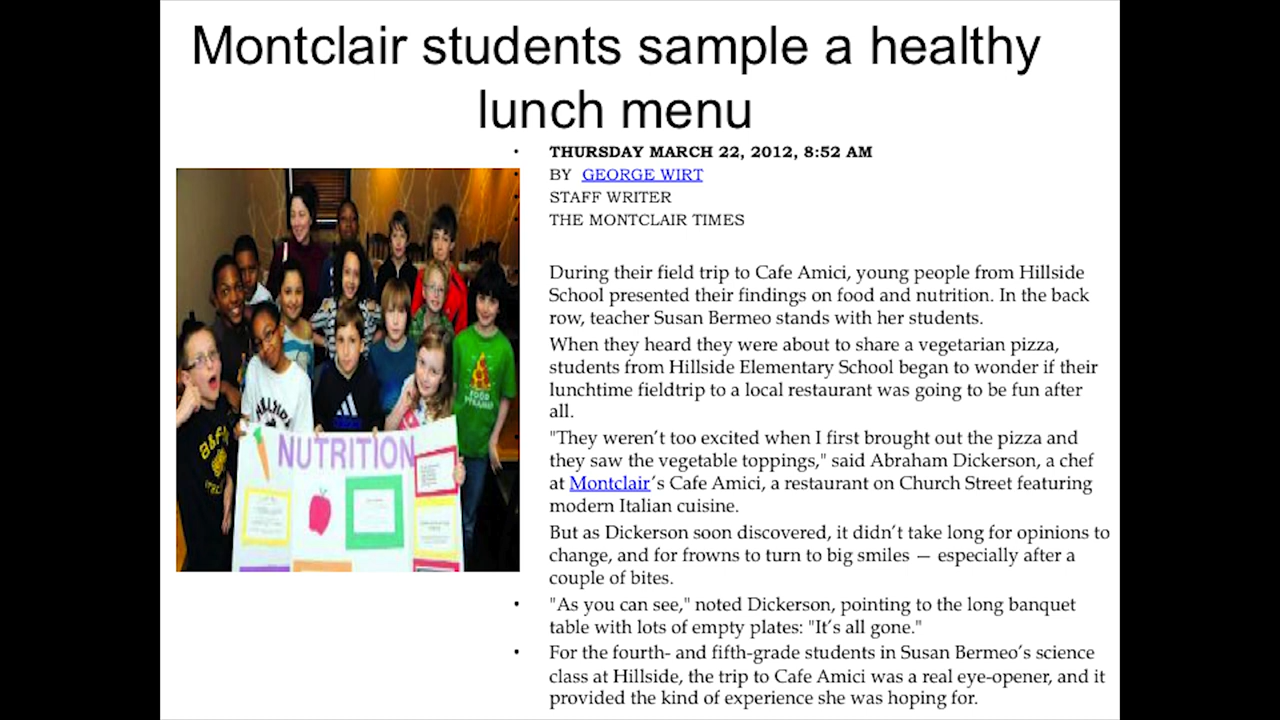 Montclair students sample a healthy
lunch menu
• THURSDAY MARCH 22, 2012, 8:52 AM
BY GEORGE WIRT
STAFF WRITER
THE MONTCLAIR TIMES
During their field trip to Cafe Amici, young people from Hillside
School presented their findings on food and nutrition. In the back
row, teacher Susan Bermeo stands with her students.
When they heard they were about to share a vegetarian pizza,
students from Hillside Elementary School began to wonder if their
lunchtime fieldtrip to a local restaurant was going to be fun after
all.
"They weren't too excited when I first brought out the pizza and
they saw the vegetable toppings," said Abraham Dickerson, a chef
at Montclair's Cafe Amici, a restaurant on Church Street featuring
modern Italian cuisine.
But as Dickerson soon discovered, it didn't take long for opinions to
change, and for frowns to turn to big smiles — especially after a
couple of bites.
• "As you can see," noted Dickerson, pointing to the long banquet
table with lots of empty plates: "It's all gone."
• For the fourth- and fifth-grade students in Susan Bermeo's science
class at Hillside, the trip to Cafe Amici was a real eye-opener, and it
provided the kind of experience she was hoping for.
HILLSIDE
FOOD
PYRAMID
NUTRITION